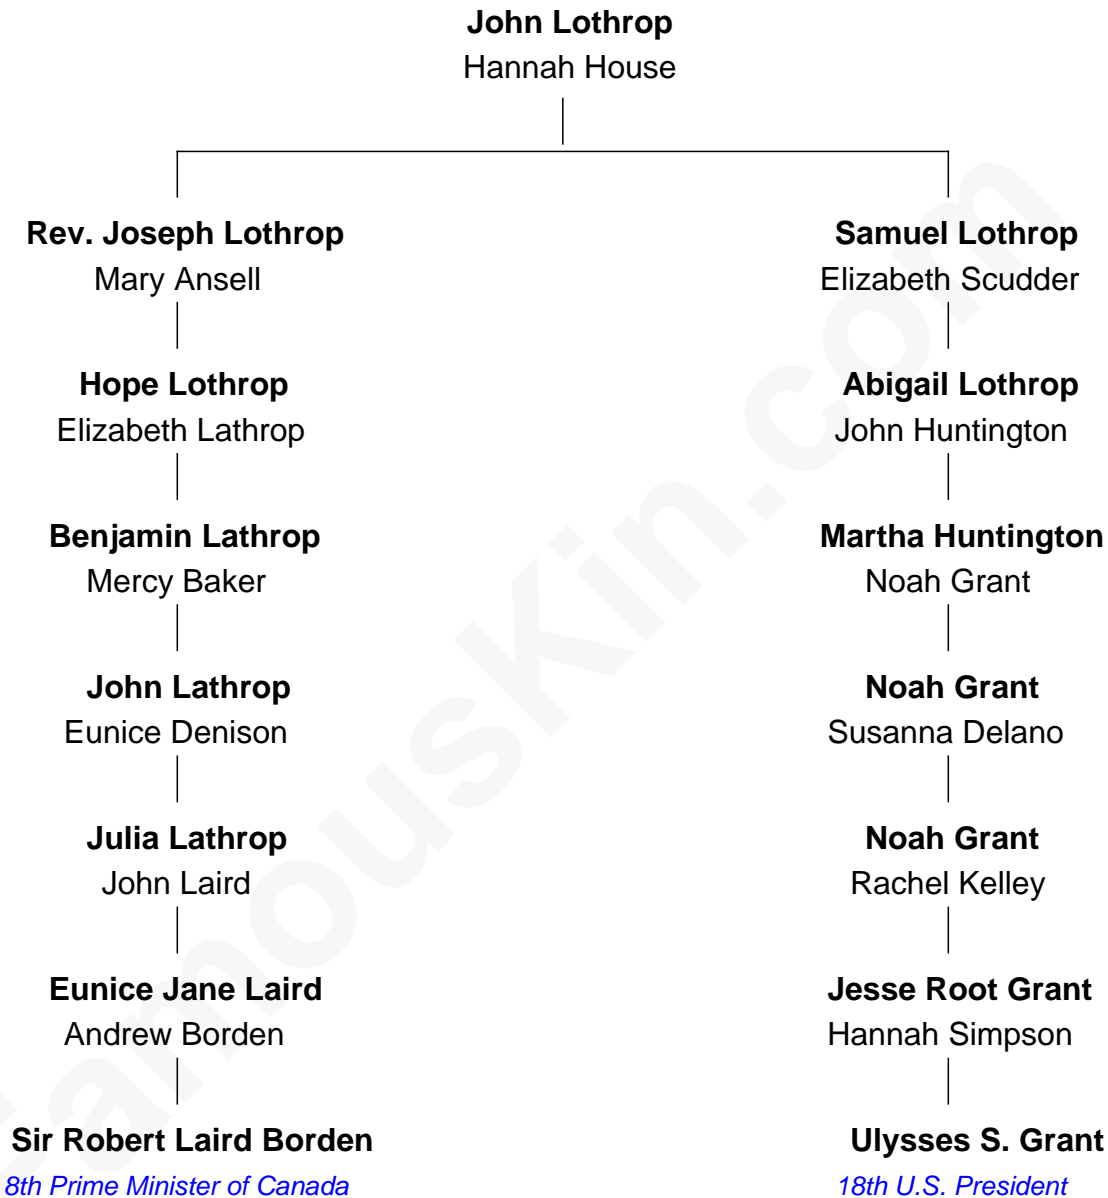 John Lothrop
Hannah House
Rev. Joseph Lothrop
Mary Ansell
Samuel Lothrop
Elizabeth Scudder
Hope Lothrop
Elizabeth Lathrop
Abigail Lothrop
John Huntington
Benjamin Lathrop
Mercy Baker
Martha Huntington
Noah Grant
John Lathrop
Eunice Denison
Noah Grant
Susanna Delano
Julia Lathrop
John Laird
Noah Grant
Rachel Kelley
Eunice Jane Laird
Andrew Borden
Jesse Root Grant
Hannah Simpson
Sir Robert Laird Borden
8th Prime Minister of Canada
Ulysses S. Grant
18th U.S. President
FamousKin.com